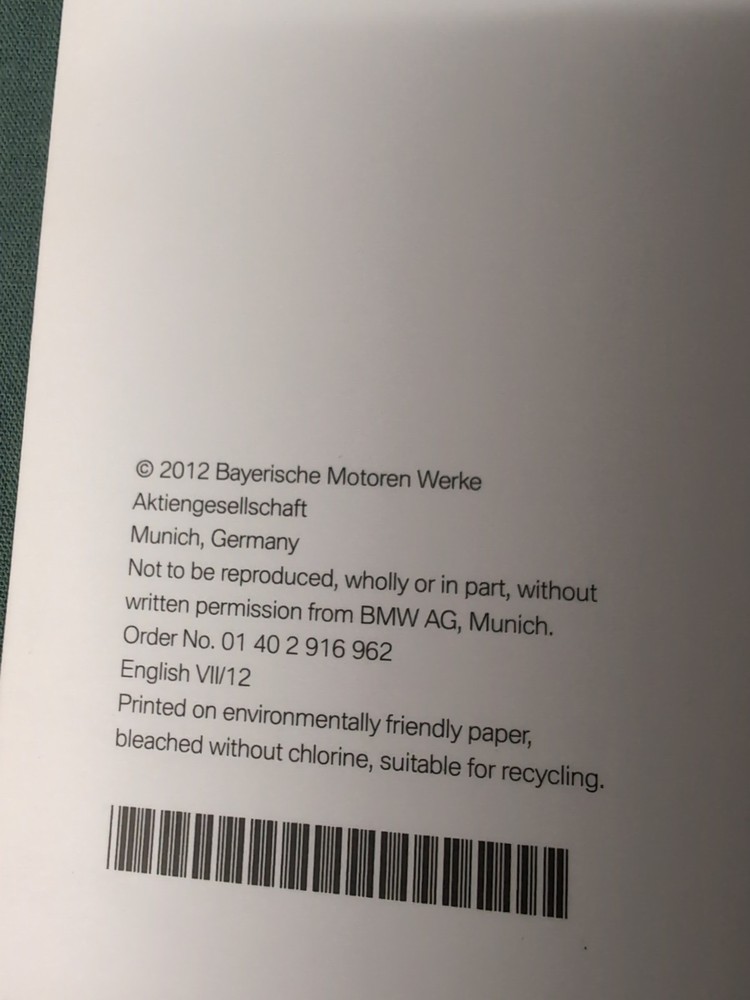 © 2012 Bayerische Motoren Werke
Aktiengesellschaft
Munich, Germany
Not to be reproduced, wholly or in part, without
written permission from BMW AG, Munich.
Order No. 01 40 2 916 962
English VII/12
Printed on environmentally friendly paper,
bleached without chlorine, suitable for recycling.